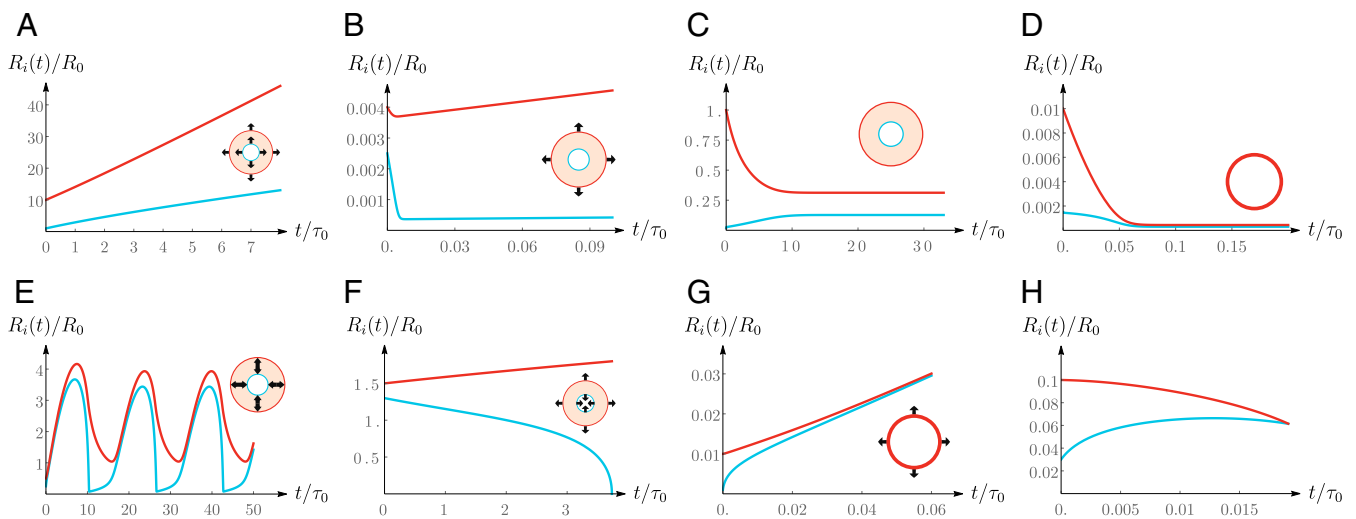 A
R_i(t)/R_0
40
30
20
10
0
1
2
3
4
5
6
7
t/τ_0
B
R_i(t)/R_0
0.004
0.003
0.002
0.001
0.
0.03
0.06
0.09
t/τ_0
C
R_i(t)/R_0
1.
0.75
0.5
0.25
0
10
20
30
t/τ_0
D
R_i(t)/R_0
0.01
0.008
0.006
0.004
0.002
0.
0.05
0.1
0.15
t/τ_0
E
R_i(t)/R_0
4
3
2
1
0
10
20
30
40
50
t/τ_0
F
R_i(t)/R_0
1.5
1.
0.5
0
1
2
3
t/τ_0
G
R_i(t)/R_0
0.03
0.02
0.01
0.
0.02
0.04
0.06
t/τ_0
H
R_i(t)/R_0
0.1
0.08
0.06
0.04
0.02
0.
0.005
0.01
0.015
t/τ_0